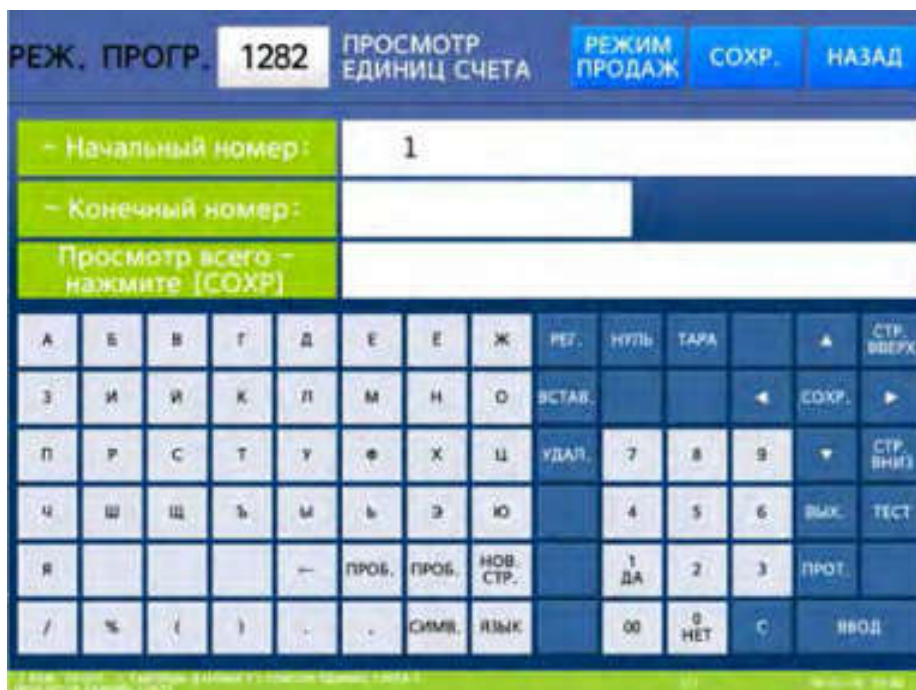 РЕЖ. ПРОГР. 1282 ПРОСМОТР ЕДИНИЦ СЧЕТА РЕЖИМ ПРОДАЖ СОХР. НАЗАД
- Начальный номер: 1
- Конечный номер:
Просмотр всего -
нажмите [СОХР]
А Б В Г Д Е Ё Ж РЕГ. НУЛЬ ТАРА ▲ СТР. ВВЕРХ
З И Й К Л М Н О ВСТАВ. ◀ СОХР. ▶
П Р С Т У Ф Х Ц УДАЛ. 7 8 9 ▼ СТР. ВНИЗ
Ч Ш Щ Ъ Ы Ь Э Ю 4 5 6 ВЫХ. ТЕСТ
Я ← ПРОБ. ПРОБ. НОВ. СТР. 1 ДА 2 3 ПРОТ.
/ % ( ) СИМВ. ЯЗЫК 00 0 НЕТ C ВВОД